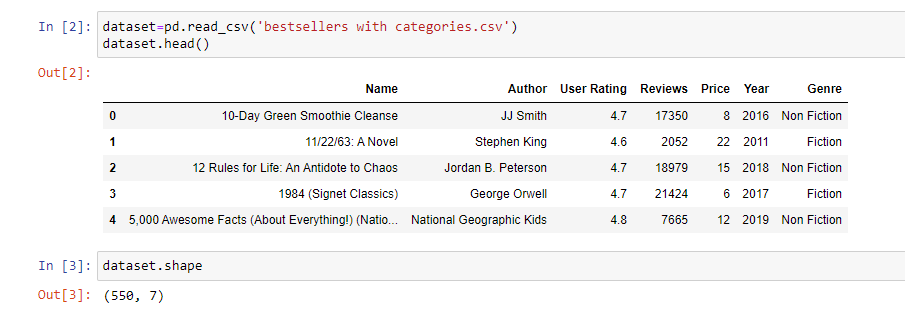 In [2]: dataset=pd.read_csv('bestsellers with categories.csv')
dataset.head()
Out[2]:
Name Author User Rating Reviews Price Year Genre
0 10-Day Green Smoothie Cleanse JJ Smith 4.7 17350 8 2016 Non Fiction
1 11/22/63: A Novel Stephen King 4.6 2052 22 2011 Fiction
2 12 Rules for Life: An Antidote to Chaos Jordan B. Peterson 4.7 18979 15 2018 Non Fiction
3 1984 (Signet Classics) George Orwell 4.7 21424 6 2017 Fiction
4 5,000 Awesome Facts (About Everything!) (Natio... National Geographic Kids 4.8 7665 12 2019 Non Fiction
In [3]: dataset.shape
Out[3]: (550, 7)